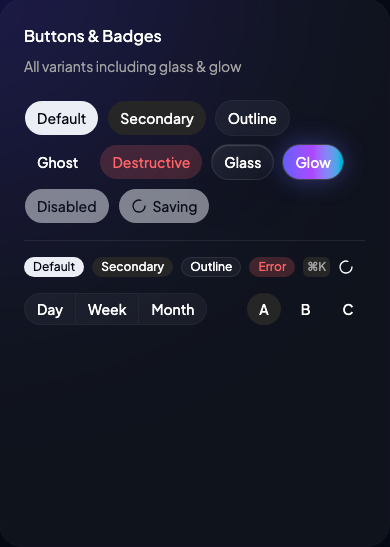 Buttons & Badges
All variants including glass & glow
Default Secondary Outline
Ghost Destructive Glass Glow
Disabled Saving
Default Secondary Outline Error ⌘K
Day Week Month A B C